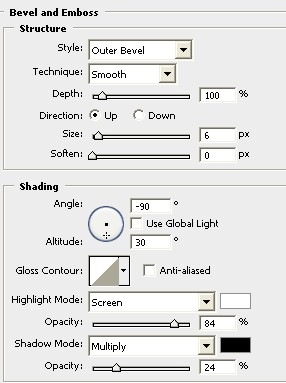 Bevel and Emboss
Structure
Style: Outer Bevel
Technique: Smooth
Depth: 100 %
Direction: Up Down
Size: 6 px
Soften: 0 px
Shading
Angle: -90 °
Use Global Light
Altitude: 30 °
Gloss Contour: Anti-aliased
Highlight Mode: Screen
Opacity: 84 %
Shadow Mode: Multiply
Opacity: 24 %